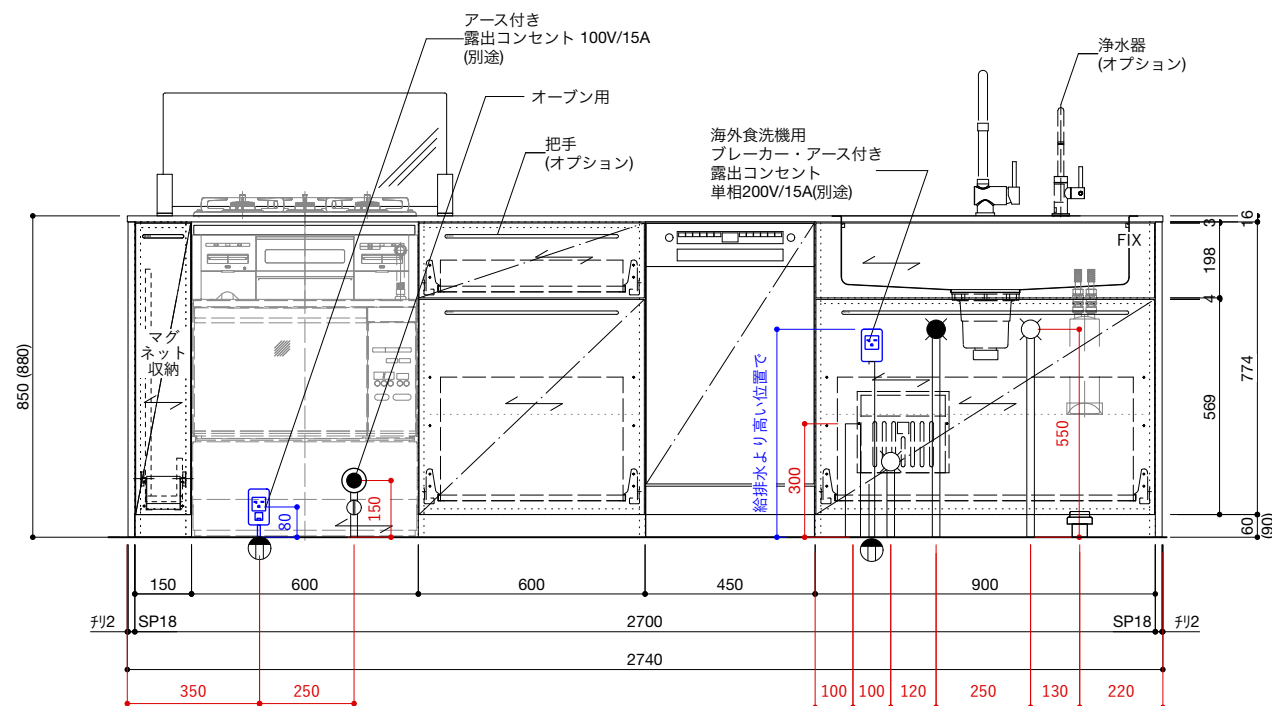 アース付き
露出コンセント 100V/15A
(別途)
オーブン用
把手
(オプション)
海外食洗機用
ブレーカー・アース付き
露出コンセント
単相200V/15A(別途)
浄水器
(オプション)
FIX
マグ
ネット
収納
850 (880)
80
150
給排水より高い位置で
300
550
16
3
198
4
774
569
60
(90)
150
600
600
450
900
チリ2
SP18
2700
SP18
チリ2
2740
350
250
100
100
120
250
130
220